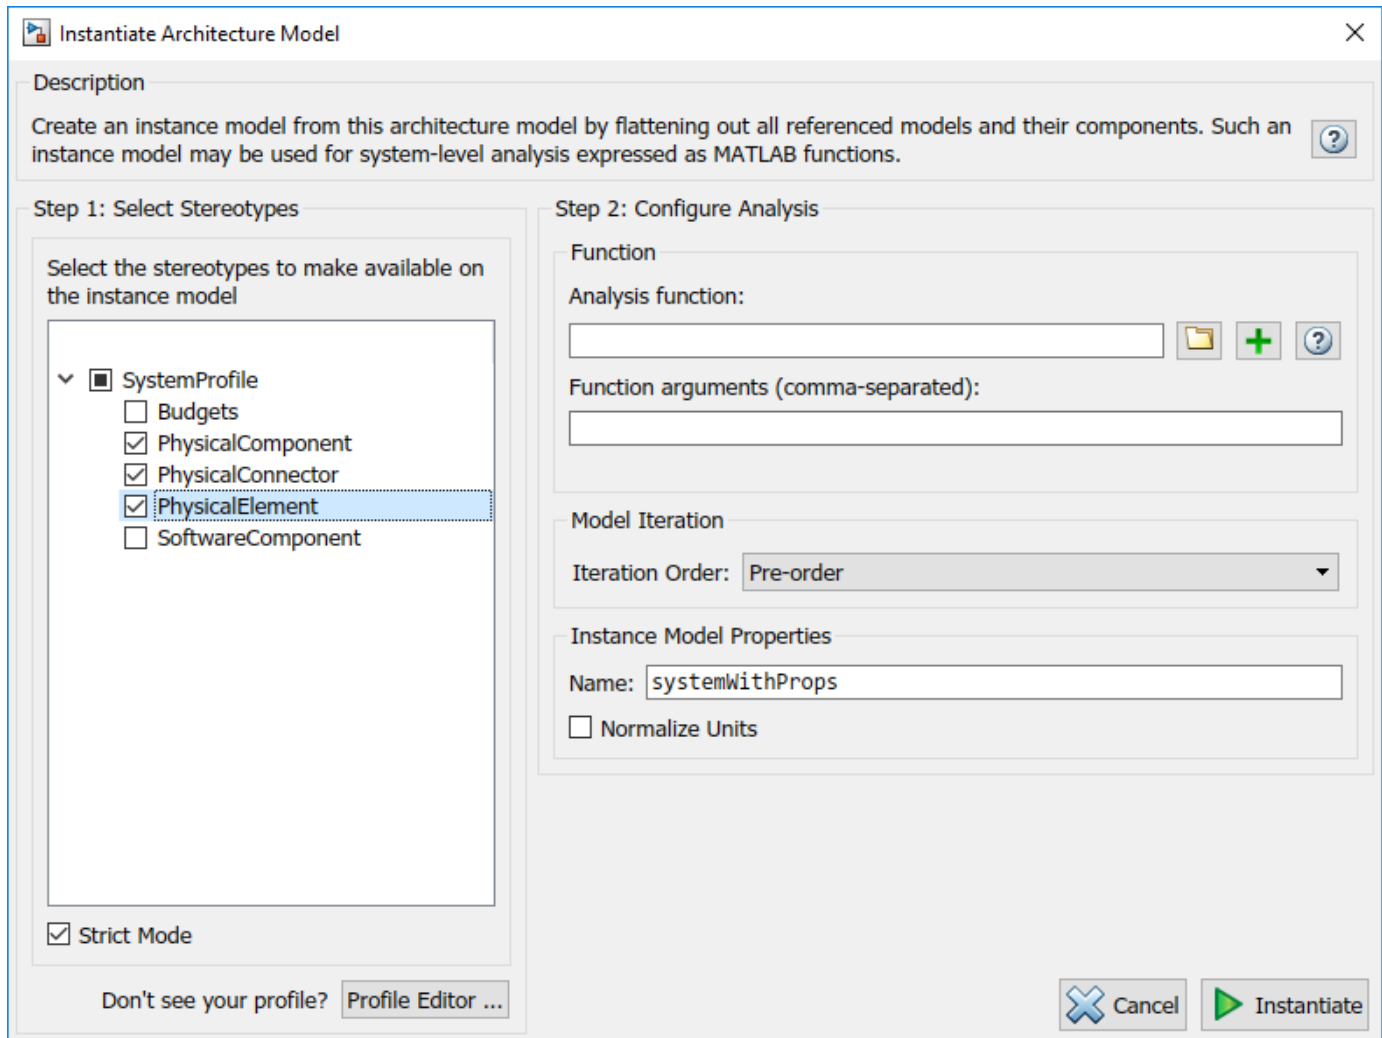 Instantiate Architecture Model
Description
Create an instance model from this architecture model by flattening out all referenced models and their components. Such an
instance model may be used for system-level analysis expressed as MATLAB functions.
Step 1: Select Stereotypes
Select the stereotypes to make available on
the instance model
SystemProfile
Budgets
PhysicalComponent
PhysicalConnector
PhysicalElement
SoftwareComponent
Strict Mode
Don't see your profile? Profile Editor ...
Step 2: Configure Analysis
Function
Analysis function:
Function arguments (comma-separated):
Model Iteration
Iteration Order: Pre-order
Instance Model Properties
Name: systemWithProps
Normalize Units
Cancel Instantiate